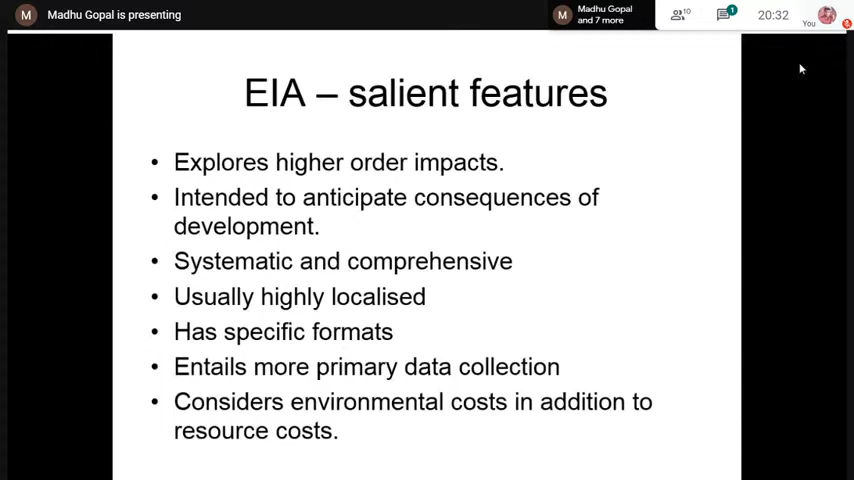 M Madhu Gopal is presenting
M Madhu Gopal
and 7 more
10
1
20:32
You
EIA – salient features
• Explores higher order impacts.
• Intended to anticipate consequences of
development.
• Systematic and comprehensive
• Usually highly localised
• Has specific formats
• Entails more primary data collection
• Considers environmental costs in addition to
resource costs.